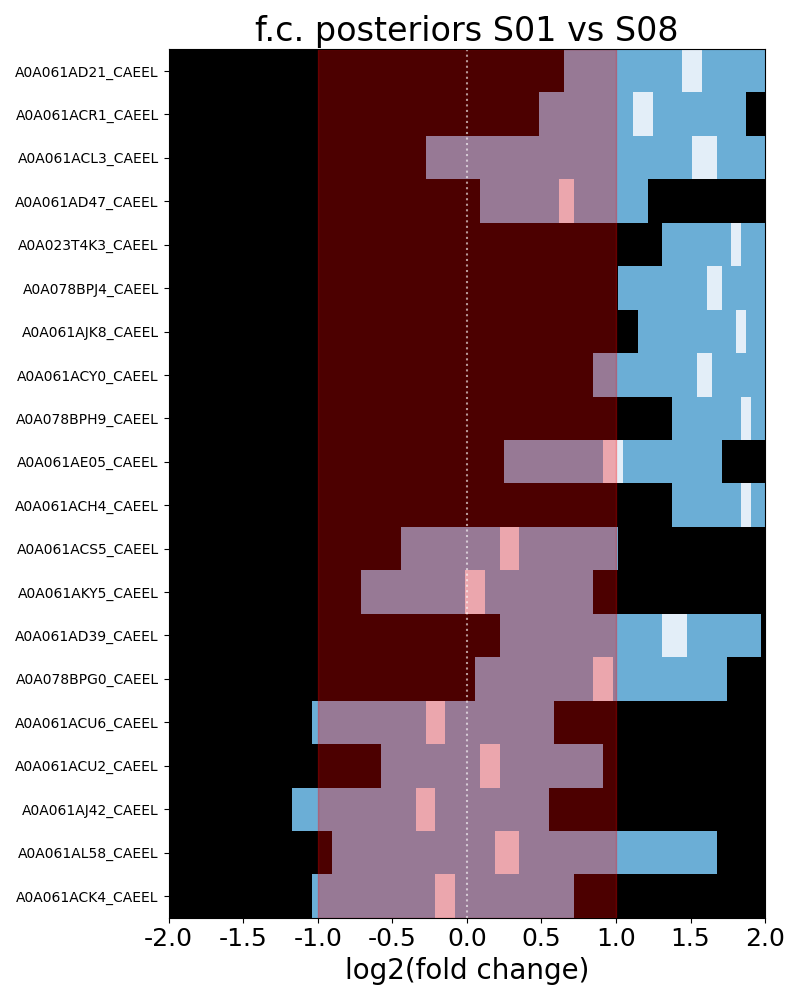 f.c. posteriors S01 vs S08
A0A061AD21_CAEEL
A0A061ACR1_CAEEL
A0A061ACL3_CAEEL
A0A061AD47_CAEEL
A0A023T4K3_CAEEL
A0A078BPJ4_CAEEL
A0A061AJK8_CAEEL
A0A061ACY0_CAEEL
A0A078BPH9_CAEEL
A0A061AE05_CAEEL
A0A061ACH4_CAEEL
A0A061ACS5_CAEEL
A0A061AKY5_CAEEL
A0A061AD39_CAEEL
A0A078BPG0_CAEEL
A0A061ACU6_CAEEL
A0A061ACU2_CAEEL
A0A061AJ42_CAEEL
A0A061AL58_CAEEL
A0A061ACK4_CAEEL
-2.0 -1.5 -1.0 -0.5 0.0 0.5 1.0 1.5 2.0
log2(fold change)